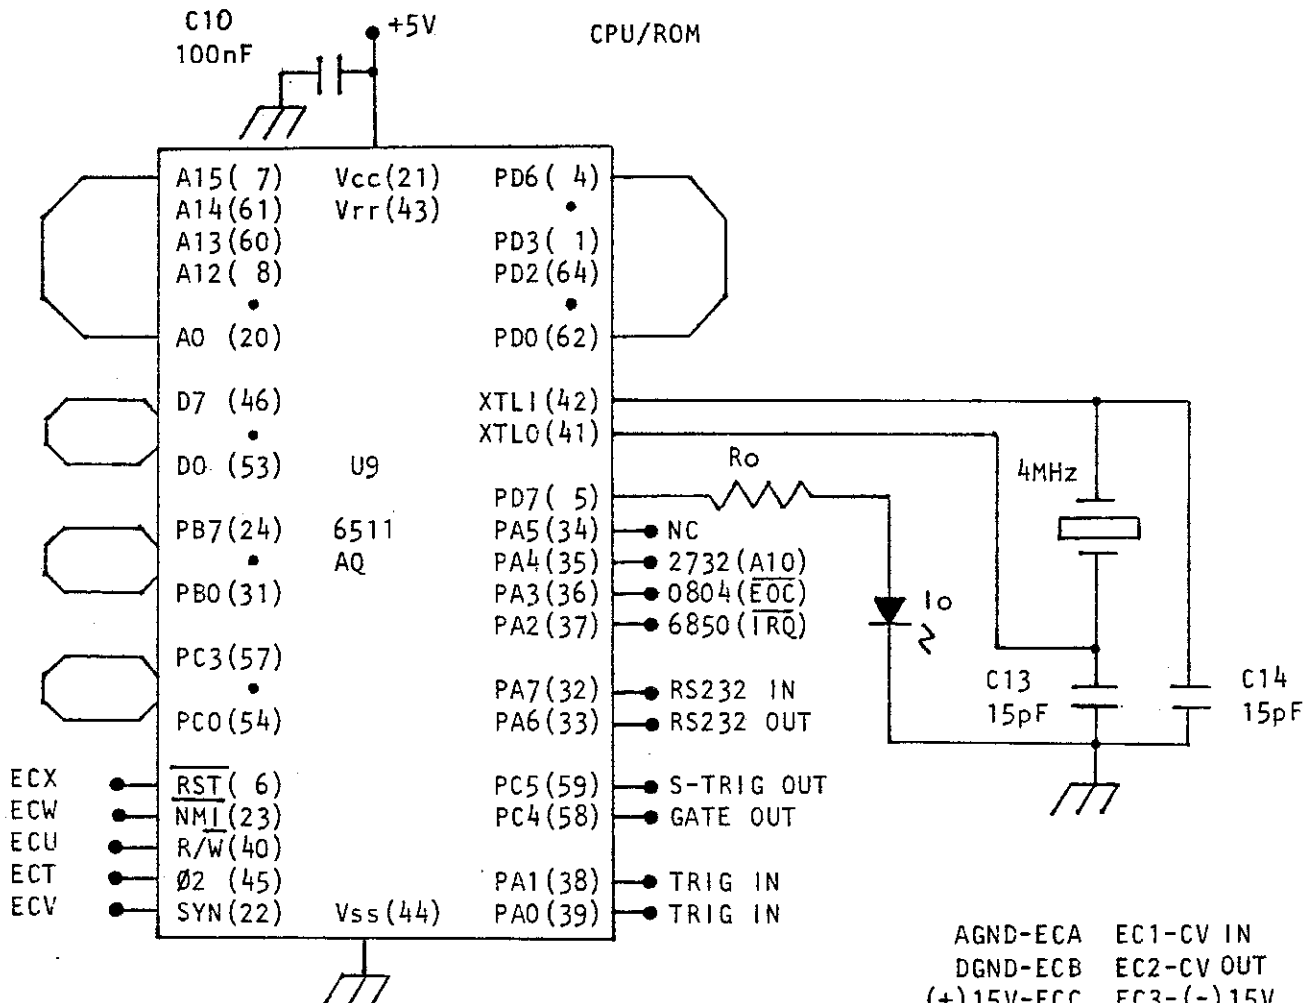 C10
100nF
+5V
CPU/ROM
A15( 7)
A14(61)
A13(60)
A12( 8)
A0 (20)
Vcc(21)
Vrr(43)
PD6( 4)
PD3( 1)
PD2(64)
PD0(62)
D7 (46)
D0 (53)
U9
6511
AQ
PB7(24)
PB0(31)
PC3(57)
PC0(54)
XTLI(42)
XTLO(41)
Ro
4MHz
PD7( 5)
PA5(34) NC
PA4(35) 2732(A10)
PA3(36) 0804(EOC)
PA2(37) 6850(IRQ)
Io
PA7(32) RS232 IN
PA6(33) RS232 OUT
C13
15pF
C14
15pF
ECX RST( 6)
ECW NMI(23)
ECU R/W(40)
ECT Ø2 (45)
ECV SYN(22)
Vss(44)
PC5(59) S-TRIG OUT
PC4(58) GATE OUT
PA1(38) TRIG IN
PA0(39) TRIG IN
AGND-ECA EC1-CV IN
DGND-ECB EC2-CV OUT
(+)15V-ECC EC3-(-)15V